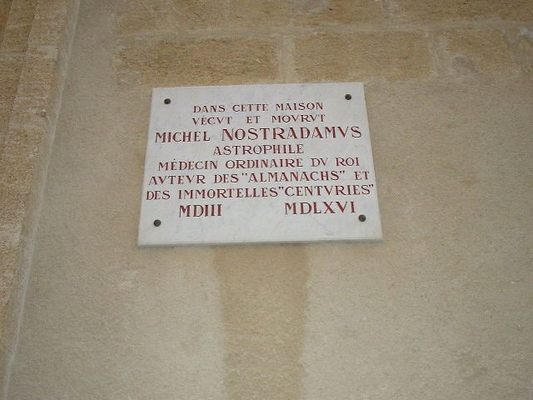 DANS CETTE MAISON
VÉCVT ET MOVRVT
MICHEL NOSTRADAMVS
ASTROPHILE
MÉDECIN ORDINAIRE DV ROI
AVTEVR DES "ALMANACHS" ET
DES IMMORTELLES "CENTVRIES"
MDIII MDLXVI